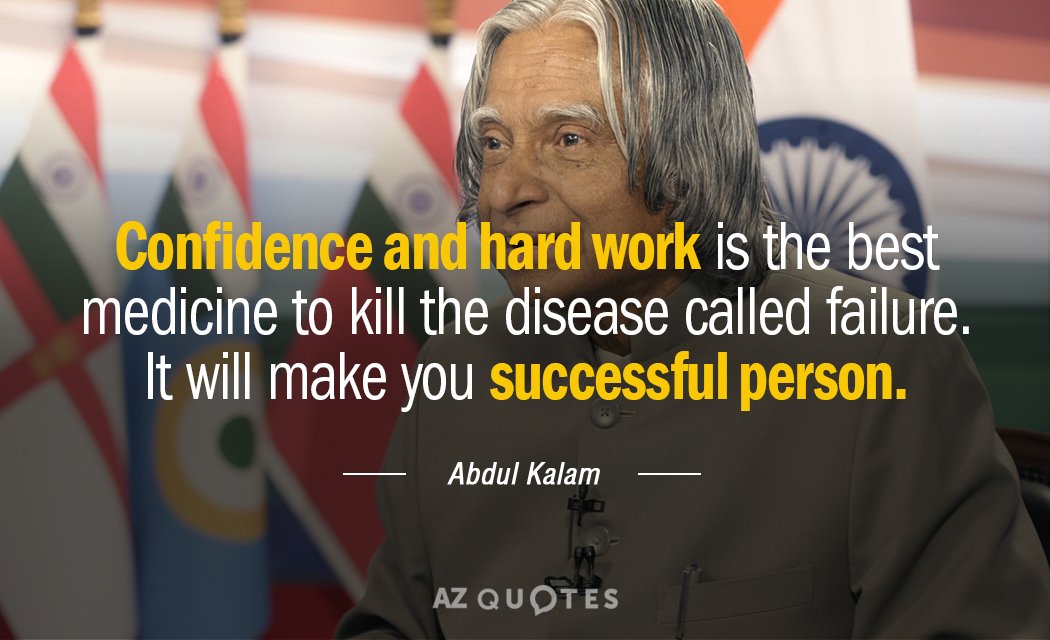 Confidence and hard work is the best
medicine to kill the disease called failure.
It will make you successful person.
Abdul Kalam
AZ QUOTES